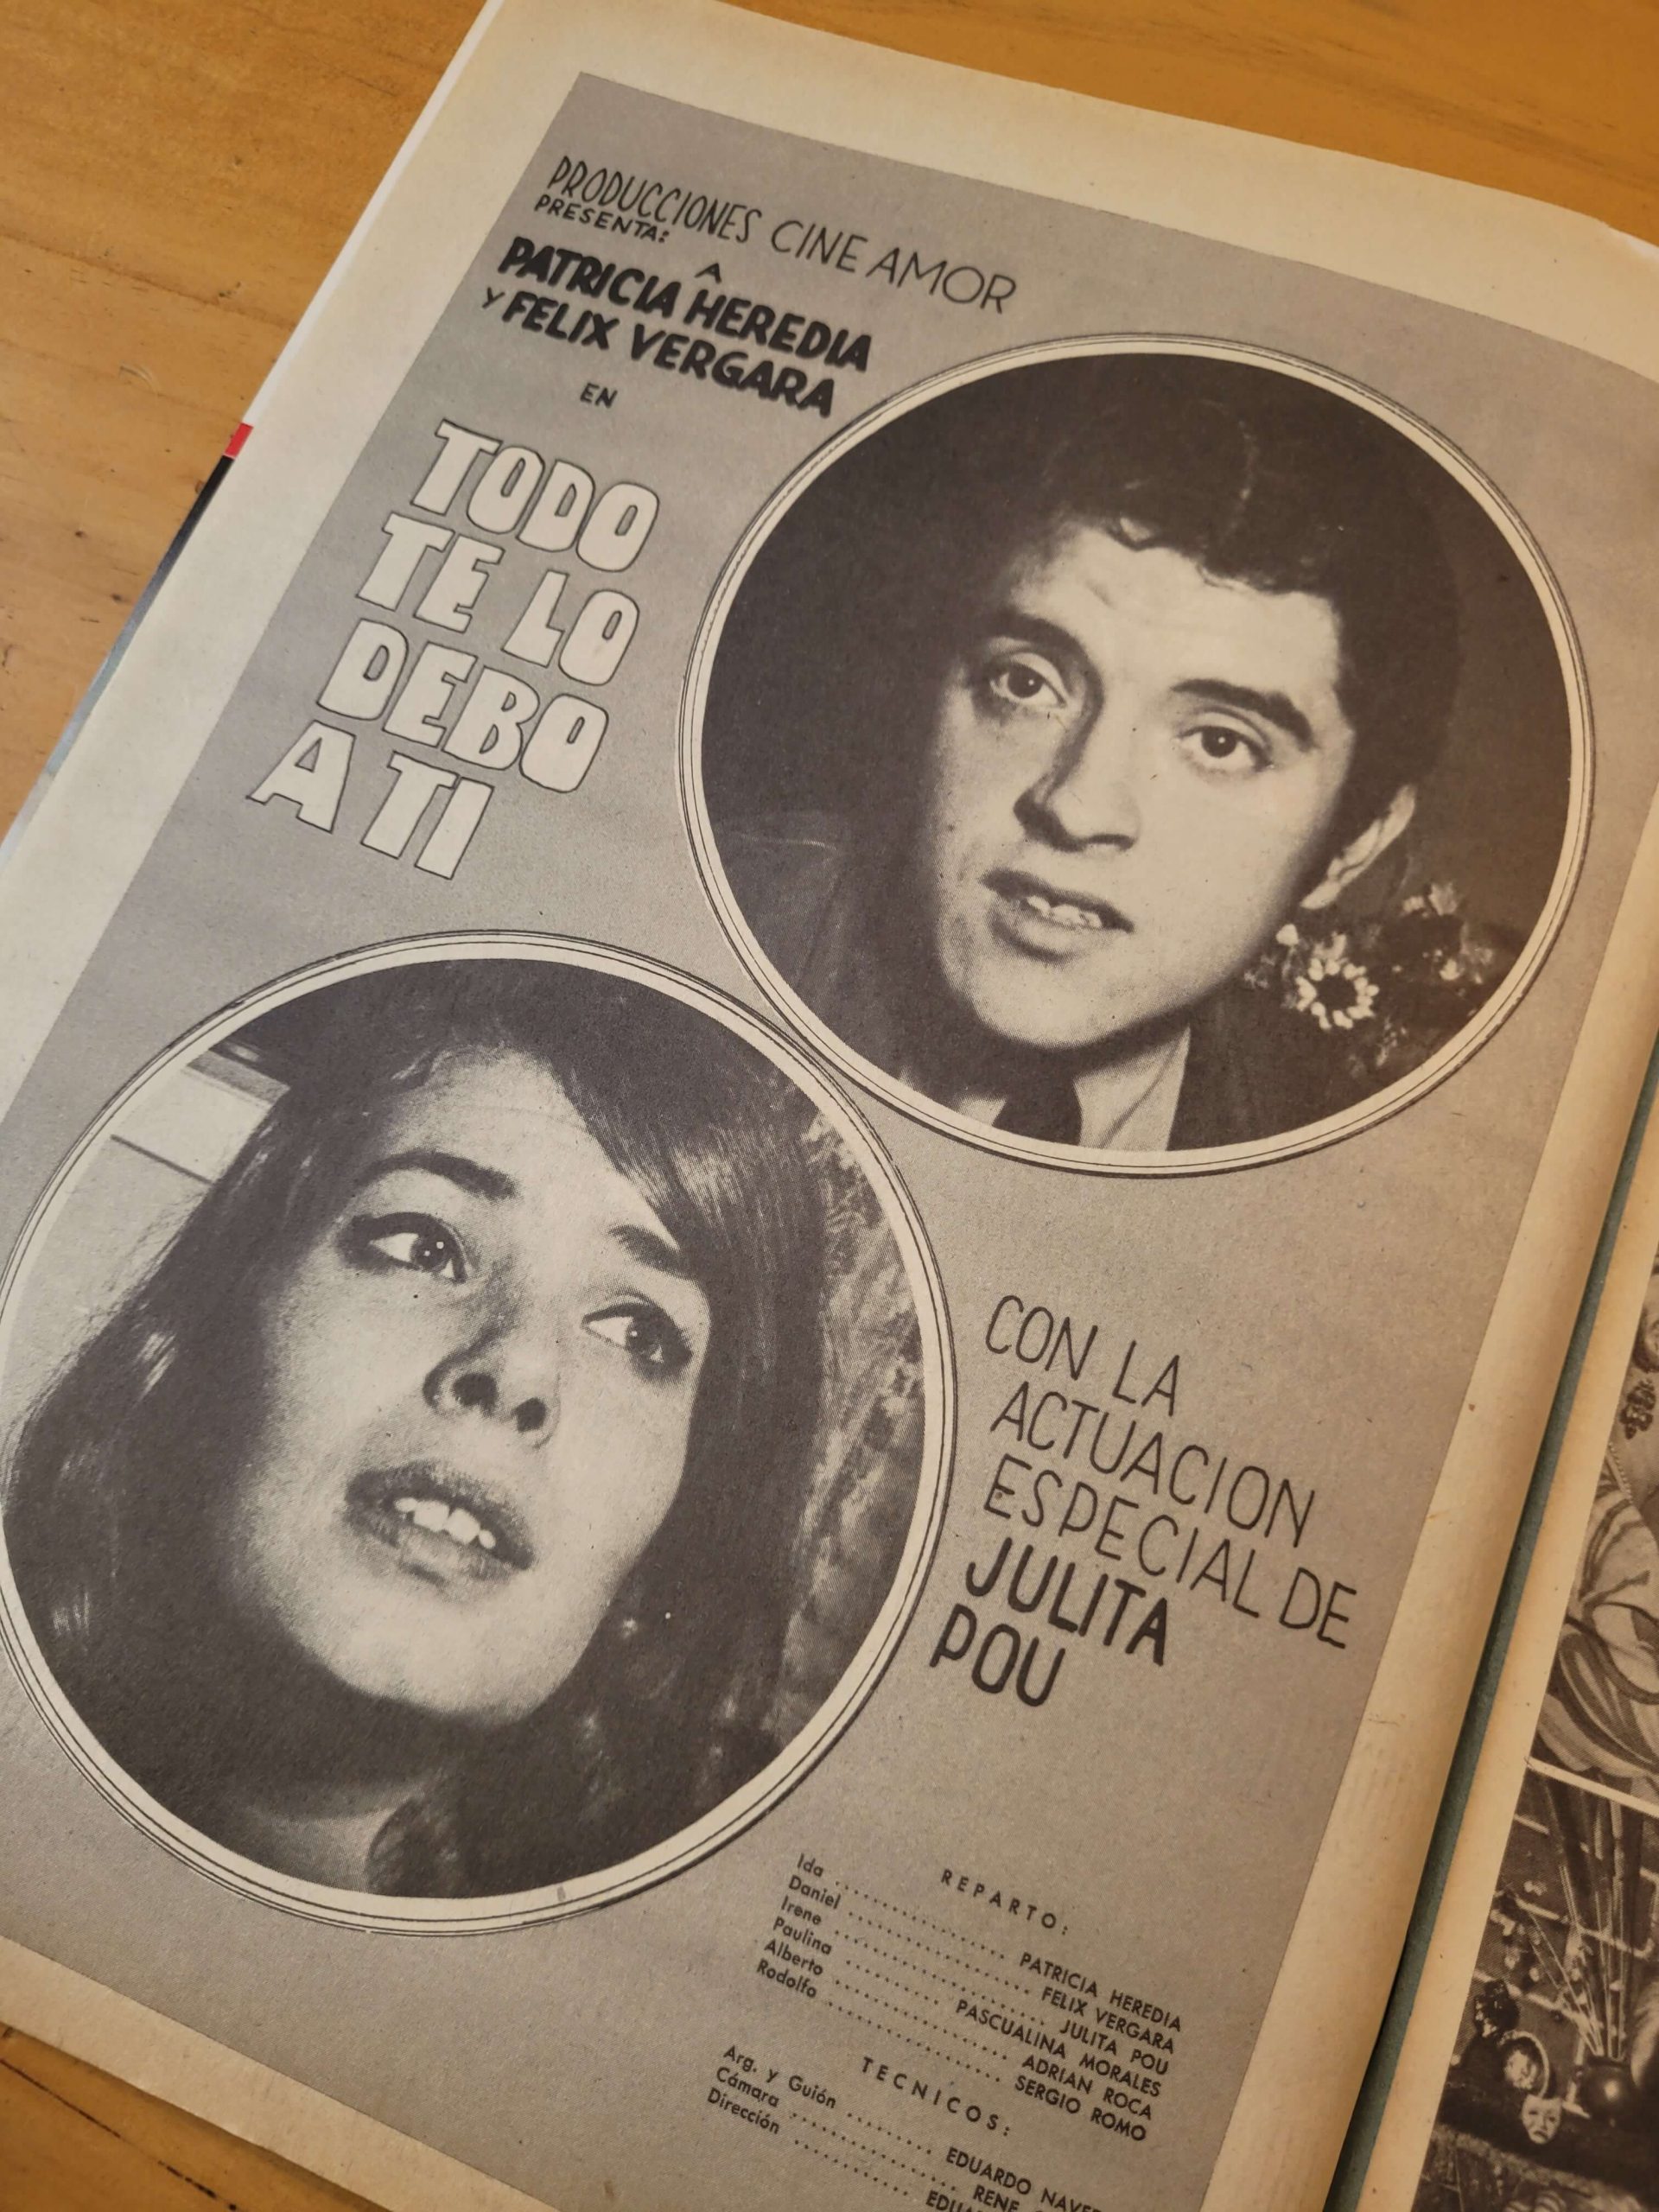 PRODUCCIONES CINE AMOR
PRESENTA:
A
PATRICIA HEREDIA
Y FELIX VERGARA
EN
TODO
TE LO
DEBO
A TI
CON LA
ACTUACION
ESPECIAL DE
JULITA
POU
REPARTO:
Ida .................... PATRICIA HEREDIA
Daniel .................... FELIX VERGARA
Irene .................... JULITA POU
Paulina .................... PASCUALINA MORALES
Alberto .................... ADRIAN ROCA
Rodolfo .................... SERGIO ROMO
TECNICOS:
Arg. y Guión .................... EDUARDO
Cámara .................... RENE
Dirección ....................